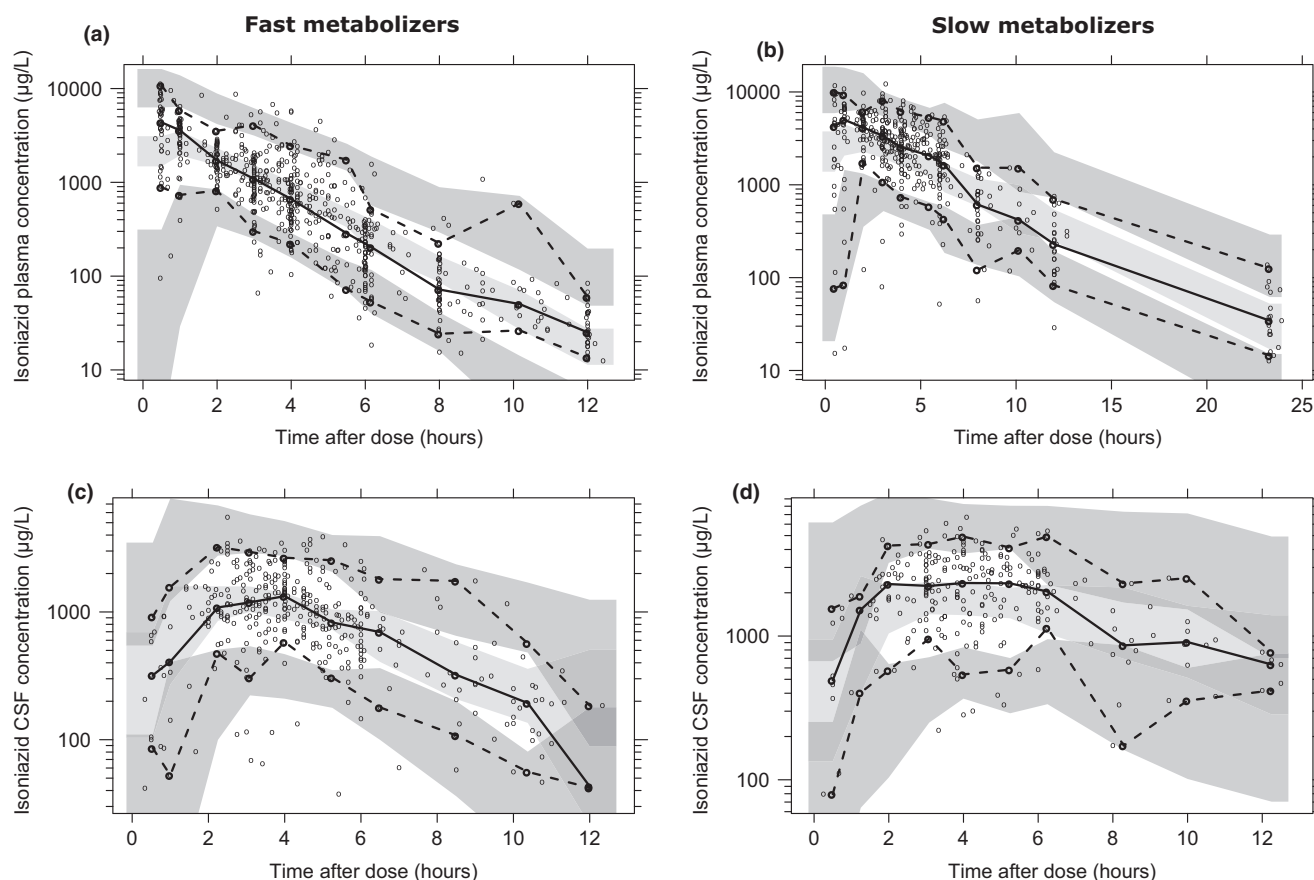 Fast metabolizers
Slow metabolizers
(a)
Isoniazid plasma concentration (µg/L)
10000
1000
100
10
0 2 4 6 8 10 12
Time after dose (hours)
(b)
Isoniazid plasma concentration (µg/L)
10000
1000
100
10
0 5 10 15 20 25
Time after dose (hours)
(c)
Isoniazid CSF concentration (µg/L)
1000
100
0 2 4 6 8 10 12
Time after dose (hours)
(d)
Isoniazid CSF concentration (µg/L)
1000
100
0 2 4 6 8 10 12
Time after dose (hours)